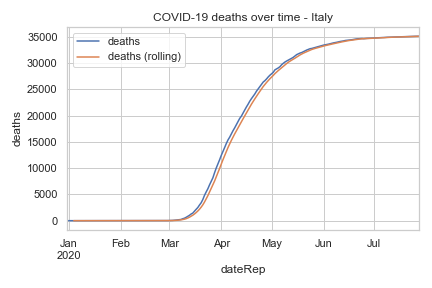 COVID-19 deaths over time - Italy
deaths
deaths (rolling)
35000
30000
25000
20000
15000
10000
5000
0
deaths
Jan Feb Mar Apr May Jun Jul
2020
dateRep